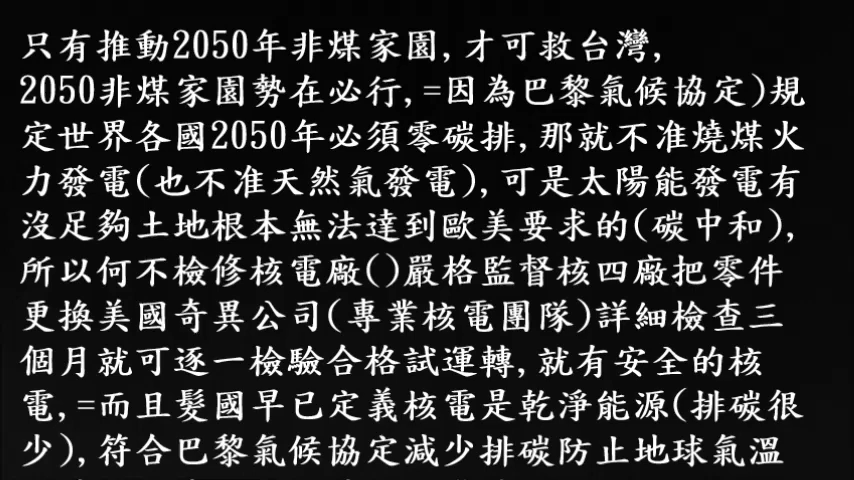 只有推動2050年非煤家園,才可救台灣,
2050非煤家園勢在必行,=因為巴黎氣候協定)規
定世界各國2050年必須零碳排,那就不准燒煤火
力發電(也不准天然氣發電),可是太陽能發電有
沒足夠土地根本無法達到歐美要求的(碳中和),
所以何不檢修核電廠()嚴格監督核四廠把零件
更換美國奇異公司(專業核電團隊)詳細檢查三
個月就可逐一檢驗合格試運轉,就有安全的核
電,=而且髮國早已定義核電是乾淨能源(排碳很
少),符合巴黎氣候協定減少排碳防止地球氣溫